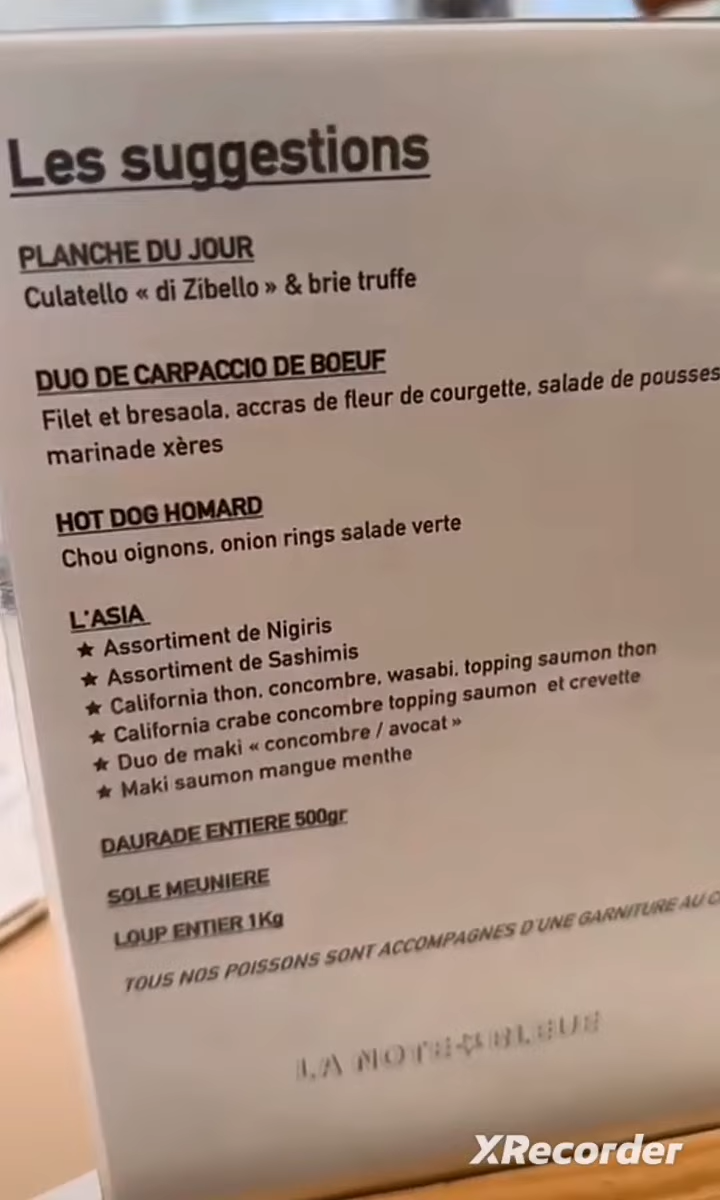 Les suggestions
PLANCHE DU JOUR
Culatello « di Zibello » & brie truffe
DUO DE CARPACCIO DE BOEUF
Filet et bresaola, accras de fleur de courgette, salade de pousses
marinade xères
HOT DOG HOMARD
Chou oignons, onion rings salade verte
L'ASIA
★ Assortiment de Nigiris
★ Assortiment de Sashimis
★ California thon, concombre, wasabi, topping saumon thon
★ California crabe concombre topping saumon et crevette
★ Duo de maki « concombre / avocat »
★ Maki saumon mangue menthe
DAURADE ENTIERE 500gr
SOLE MEUNIERE
LOUP ENTIER 1Kg
TOUS NOS POISSONS SONT ACCOMPAGNES D'UNE GARNITURE AU
LA NOTE BLEUE
XRecorder